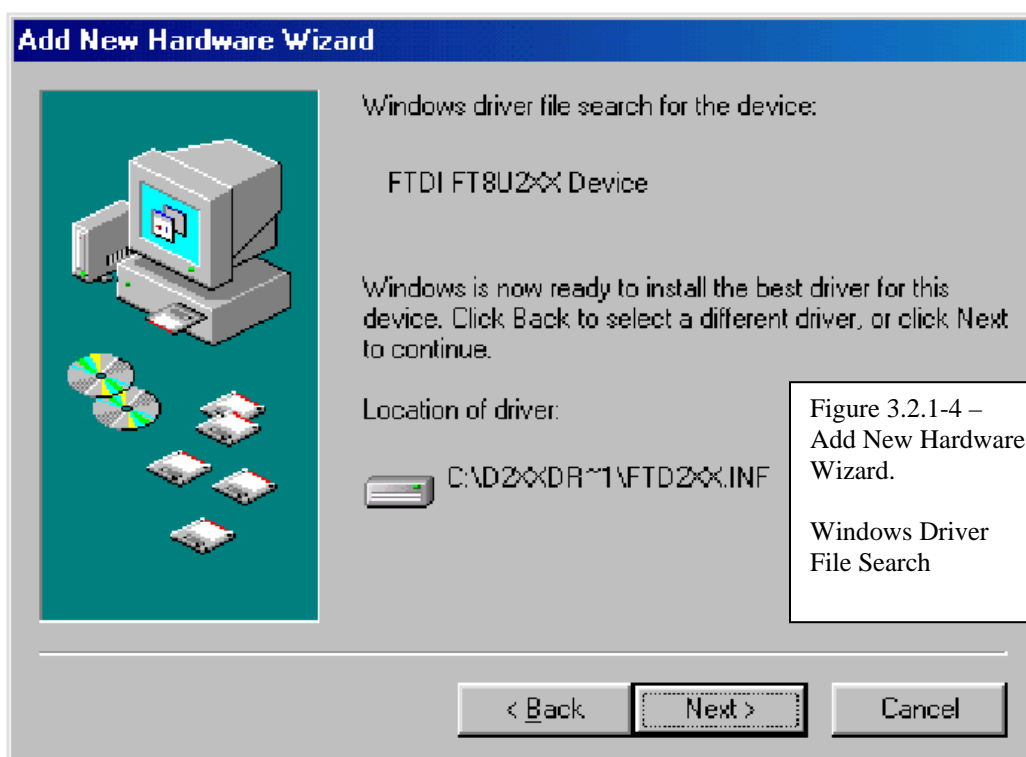 Add New Hardware Wizard
Windows driver file search for the device:
FTDI FT8U2XX Device
Windows is now ready to install the best driver for this
device. Click Back to select a different driver, or click Next
to continue.
Location of driver:
C:\D2XXDR~1\FTD2XX.INF
Figure 3.2.1-4 –
Add New Hardware
Wizard.
Windows Driver
File Search
< Back
Next >
Cancel